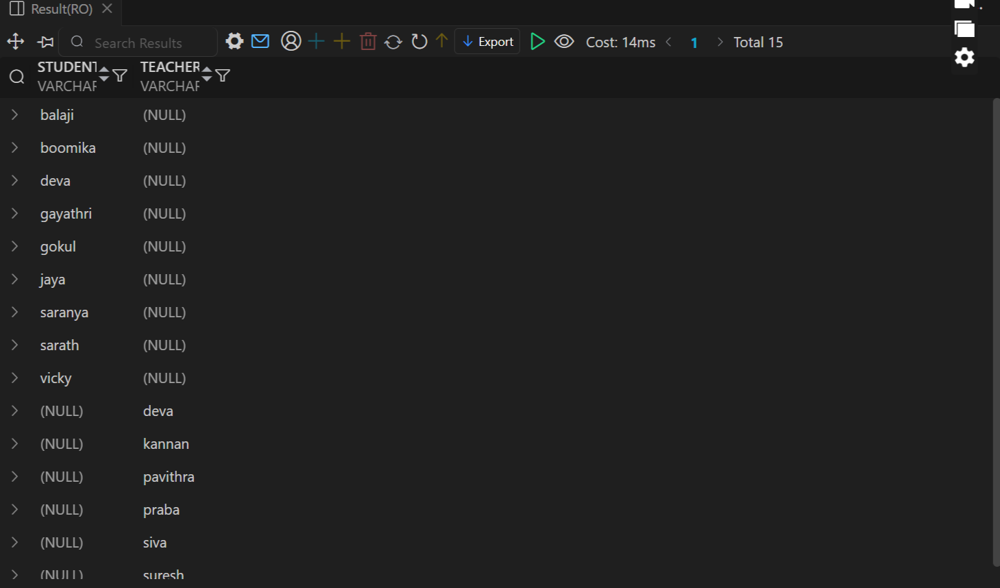 Result(RO)
Search Results Export Cost: 14ms 1 Total 15
STUDENT TEACHER
VARCHAR VARCHAR
balaji (NULL)
boomika (NULL)
deva (NULL)
gayathri (NULL)
gokul (NULL)
jaya (NULL)
saranya (NULL)
sarath (NULL)
vicky (NULL)
(NULL) deva
(NULL) kannan
(NULL) pavithra
(NULL) praba
(NULL) siva
(NULL) suresh